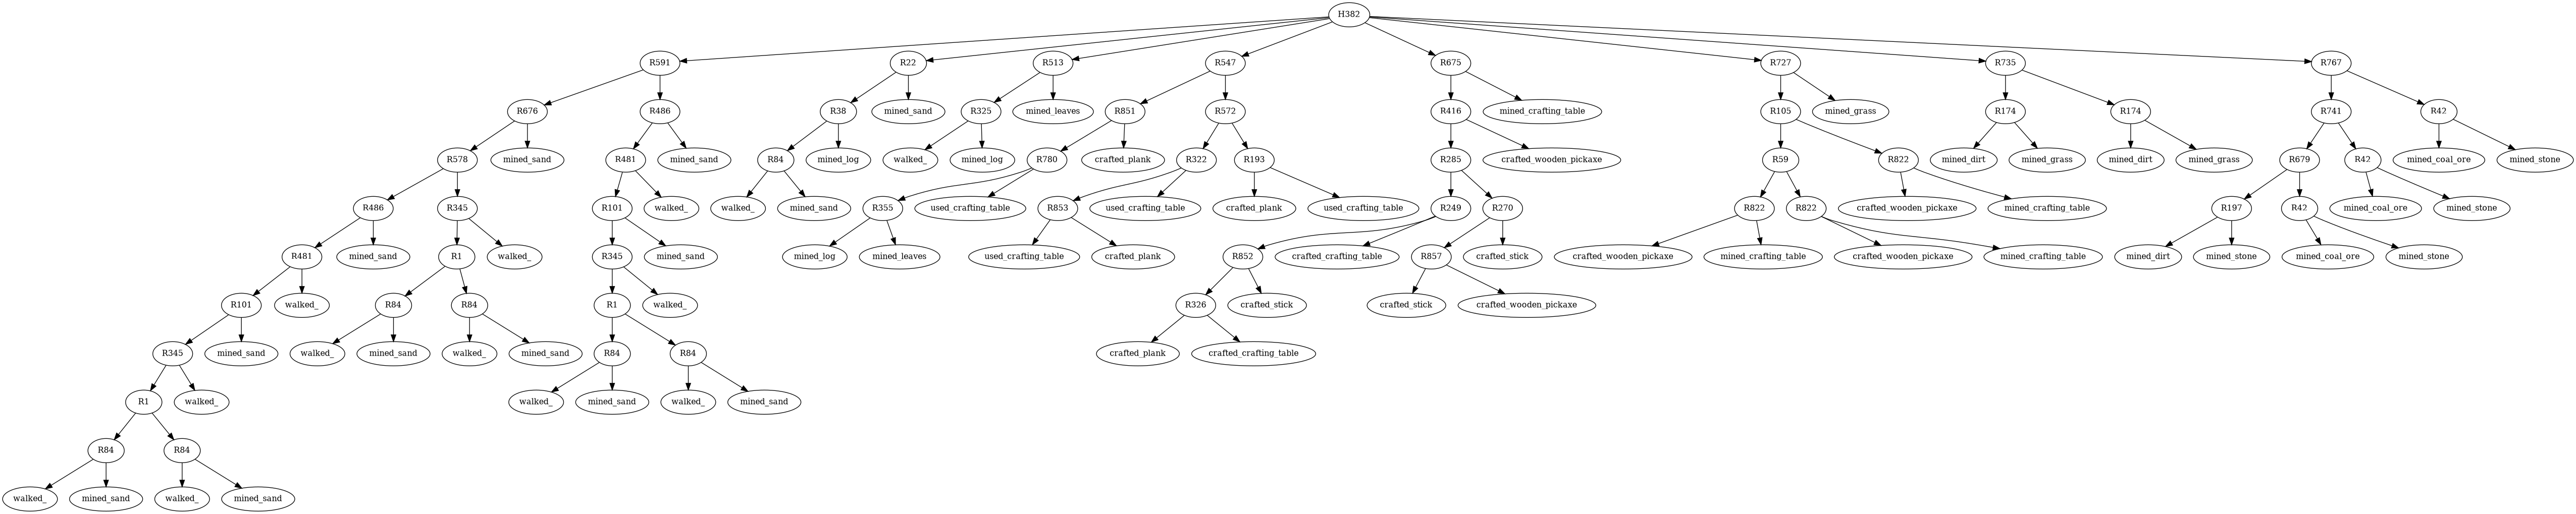 H382
R591 R22 R513 R547 R675 R727 R735 R767
R676 R486 R38 mined_sand R325 mined_leaves R851 R572 R416 mined_crafting_table R105 mined_grass R174 R174 R741 R42
R578 mined_sand R481 mined_sand R84 mined_log walked_ mined_log R780 crafted_plank R322 R193 R285 crafted_wooden_pickaxe R59 R822 mined_dirt mined_grass mined_dirt mined_grass R679 R42 mined_coal_ore mined_stone
R486 R345 R101 walked_ walked_ mined_sand R355 used_crafting_table R853 used_crafting_table crafted_plank used_crafting_table R249 R270 R822 R822 crafted_wooden_pickaxe mined_crafting_table R197 R42 mined_coal_ore mined_stone
R481 mined_sand R1 walked_ R345 mined_sand mined_log mined_leaves used_crafting_table crafted_plank R852 crafted_crafting_table R857 crafted_stick crafted_wooden_pickaxe mined_crafting_table crafted_wooden_pickaxe mined_crafting_table mined_dirt mined_stone mined_coal_ore mined_stone
R101 walked_ R84 R84 R1 walked_ R326 crafted_stick crafted_stick crafted_wooden_pickaxe
R345 mined_sand walked_ mined_sand walked_ mined_sand R84 R84 crafted_plank crafted_crafting_table
R1 walked_ walked_ mined_sand walked_ mined_sand
R84 R84
walked_ mined_sand walked_ mined_sand